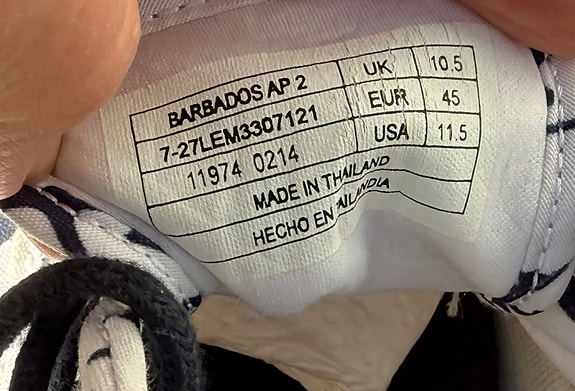 BARBADOS AP 2 UK 10.5
7-27LEM3307121 EUR 45
11974 0214 USA 11.5
MADE IN THAILAND
HECHO EN